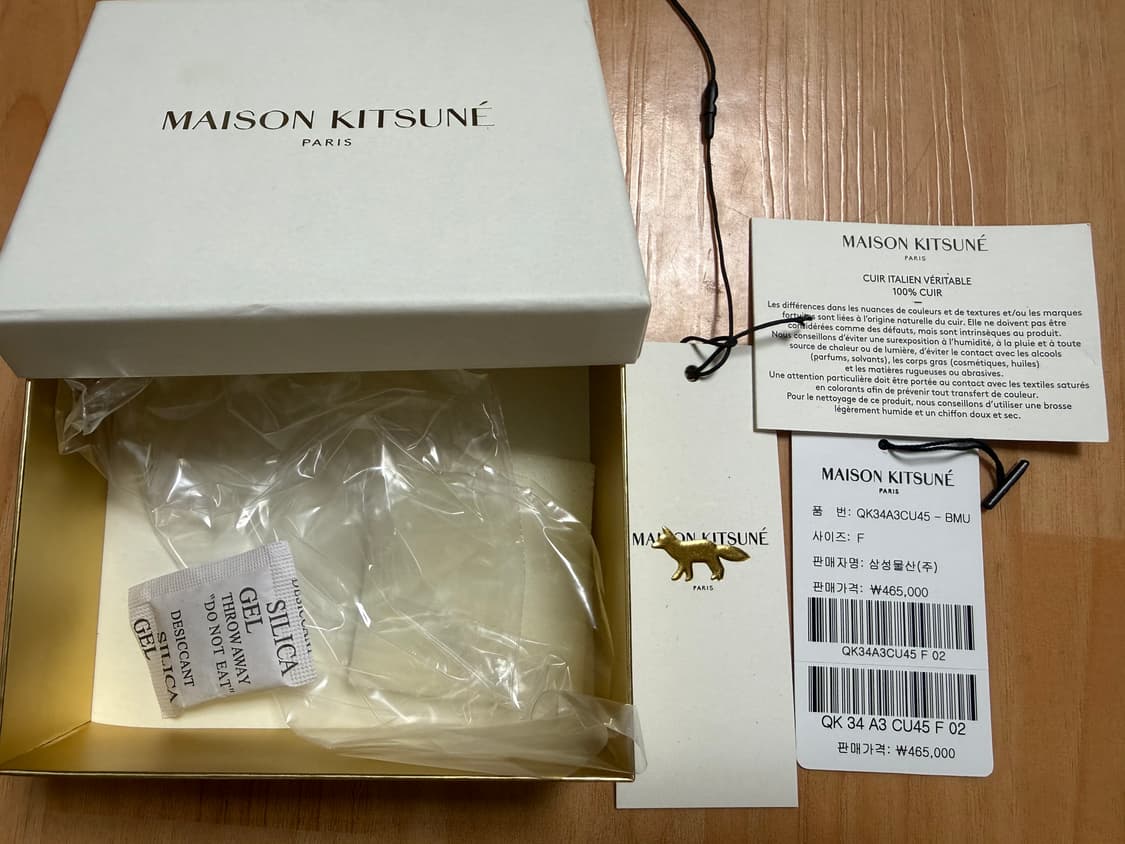 MAISON KITSUNÉ
PARIS
SILICA
GEL
THROW AWAY
"DO NOT EAT"
DESICCANT
SILICA
GEL
MAISON KITSUNÉ
PARIS
MAISON KITSUNÉ
PARIS
CUIR ITALIEN VÉRITABLE
100% CUIR
Les différences dans les nuances de couleurs et de textures et/ou les marques
fortuites sont liées à l'origine naturelle du cuir. Elle ne doivent pas être
considérées comme des défauts, mais sont intrinsèques au produit.
Nous conseillons d'éviter une surexposition à l'humidité, à la pluie et à toute
source de chaleur ou de lumière, d'éviter le contact avec les alcools
(parfums, solvants), les corps gras (cosmétiques, huiles)
et les matières rugueuses ou abrasives.
Une attention particulière doit être portée au contact avec les textiles saturés
en colorants afin de prévenir tout transfert de couleur.
Pour le nettoyage de ce produit, nous conseillons d'utiliser une brosse
légèrement humide et un chiffon doux et sec.
MAISON KITSUNÉ
PARIS
품 번: QK34A3CU45 - BMU
사이즈: F
판매자명: 삼성물산(주)
판매가격: ₩465,000
QK34A3CU45 F 02
QK 34 A3 CU45 F 02
판매가격: ₩465,000